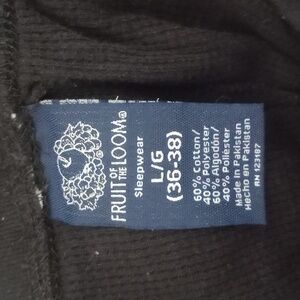 FRUIT OF
THE LOOM®
Sleepwear
L/G
(36-38)
60% Cotton/
40% Polyester
60% Algodón/
40% Poliéster
Made in Pakistan
Hecho en Pakistan
RN 123187